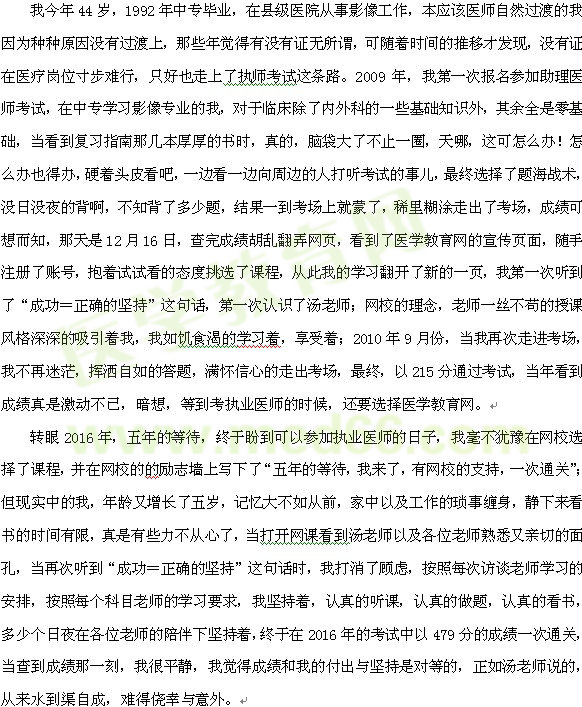 我今年 44 岁，1992 年中专毕业，在县级医院从事影像工作，本应该医师自然过渡的我
因为种种原因没有过渡上，那些年觉得有没有证无所谓，可随着时间的推移才发现，没有证
在医疗岗位寸步难行，只好也走上了执师考试这条路。2009 年，我第一次报名参加助理医
师考试，在中专学习影像专业的我，对于临床除了内外科的一些基础知识外，其余全是零基
础，当看到复习指南那几本厚厚的书时，真的，脑袋大了不止一圈，天哪，这可怎么办！怎
么办也得办，硬着头皮看吧，一边看一边向周边的人打听考试的事儿，最终选择了题海战术，
没日没夜的背啊，不知背了多少题，结果一到考场上就蒙了，稀里糊涂走出了考场，成绩可
想而知，那天是 12 月 16 日，查完成绩胡乱翻弄网页，看到了医学教育网的宣传页面，随手
注册了账号，抱着试试看的态度挑选了课程，从此我的学习翻开了新的一页，我第一次听到
了“成功＝正确的坚持”这句话，第一次认识了汤老师；网校的理念，老师一丝不苟的授课
风格深深的吸引着我，我如饥食渴的学习着，享受着；2010 年 9 月份，当我再次走进考场，
我不再迷茫，挥洒自如的答题，满怀信心的走出考场，最终，以 215 分通过考试，当年看到
成绩真是激动不已，暗想，等到考执业医师的时候，还要选择医学教育网。
转眼 2016 年，五年的等待，终于盼到可以参加执业医师的日子，我毫不犹豫在网校选
择了课程，并在网校的的励志墙上写下了“五年的等待，我来了，有网校的支持，一次通关”；
但现实中的我，年龄又增长了五岁，记忆大不如从前，家中以及工作的琐事缠身，静下来看
书的时间有限，真是有些力不从心了，当打开网课看到汤老师以及各位老师熟悉又亲切的面
孔，当再次听到“成功＝正确的坚持”这句话时，我打消了顾虑，按照每次访谈老师学习的
安排，按照每个科目老师的学习要求，我坚持着，认真的听课，认真的做题，认真的看书，
多少个日夜在各位老师的陪伴下坚持着，终于在 2016 年的考试中以 479 分的成绩一次通关，
当查到成绩那一刻，我很平静，我觉得成绩和我的付出与坚持是对等的，正如汤老师说的，
从来水到渠自成，难得侥幸与意外。
医学教育网
www.med66.com